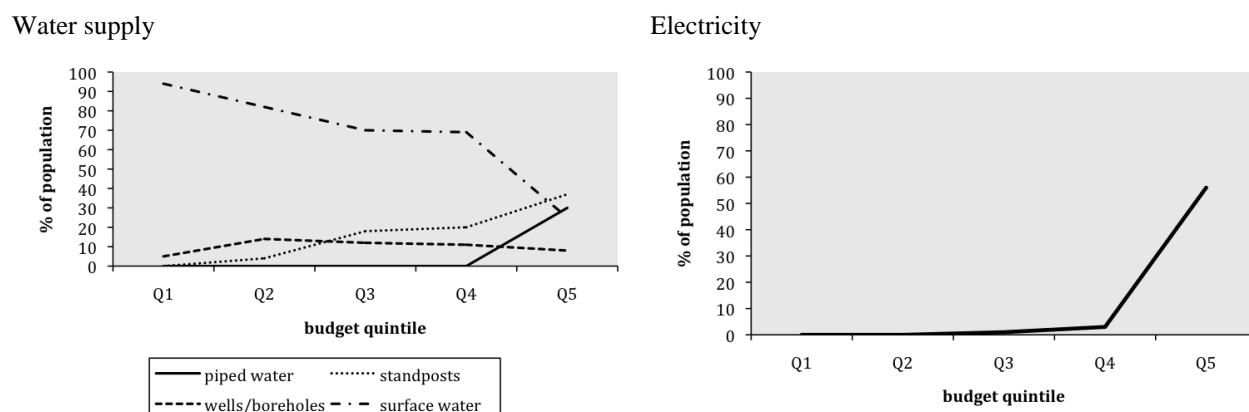 Water supply
100
90
80
70
60
50
40
30
20
10
0
% of population
Q1 Q2 Q3 Q4 Q5
budget quintile
piped water standposts
wells/boreholes surface water
Electricity
100
90
80
70
60
50
40
30
20
10
0
% of population
Q1 Q2 Q3 Q4 Q5
budget quintile